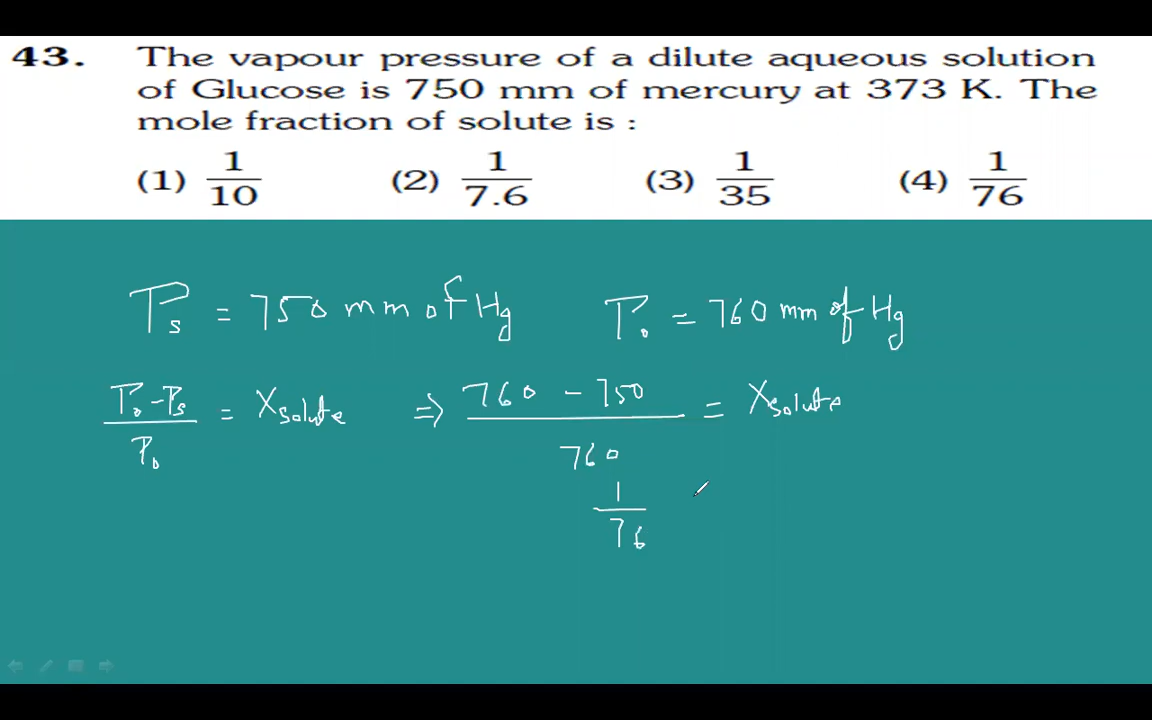 43. The vapour pressure of a dilute aqueous solution
of Glucose is 750 mm of mercury at 373 K. The
mole fraction of solute is :
(1) 1/10 (2) 1/7.6 (3) 1/35 (4) 1/76
Ps = 750 mm of Hg P₀ = 760 mm of Hg
(P₀ - Ps)/P₀ = Xsolute ⇒ (760 - 750)/760 = Xsolute
1/76